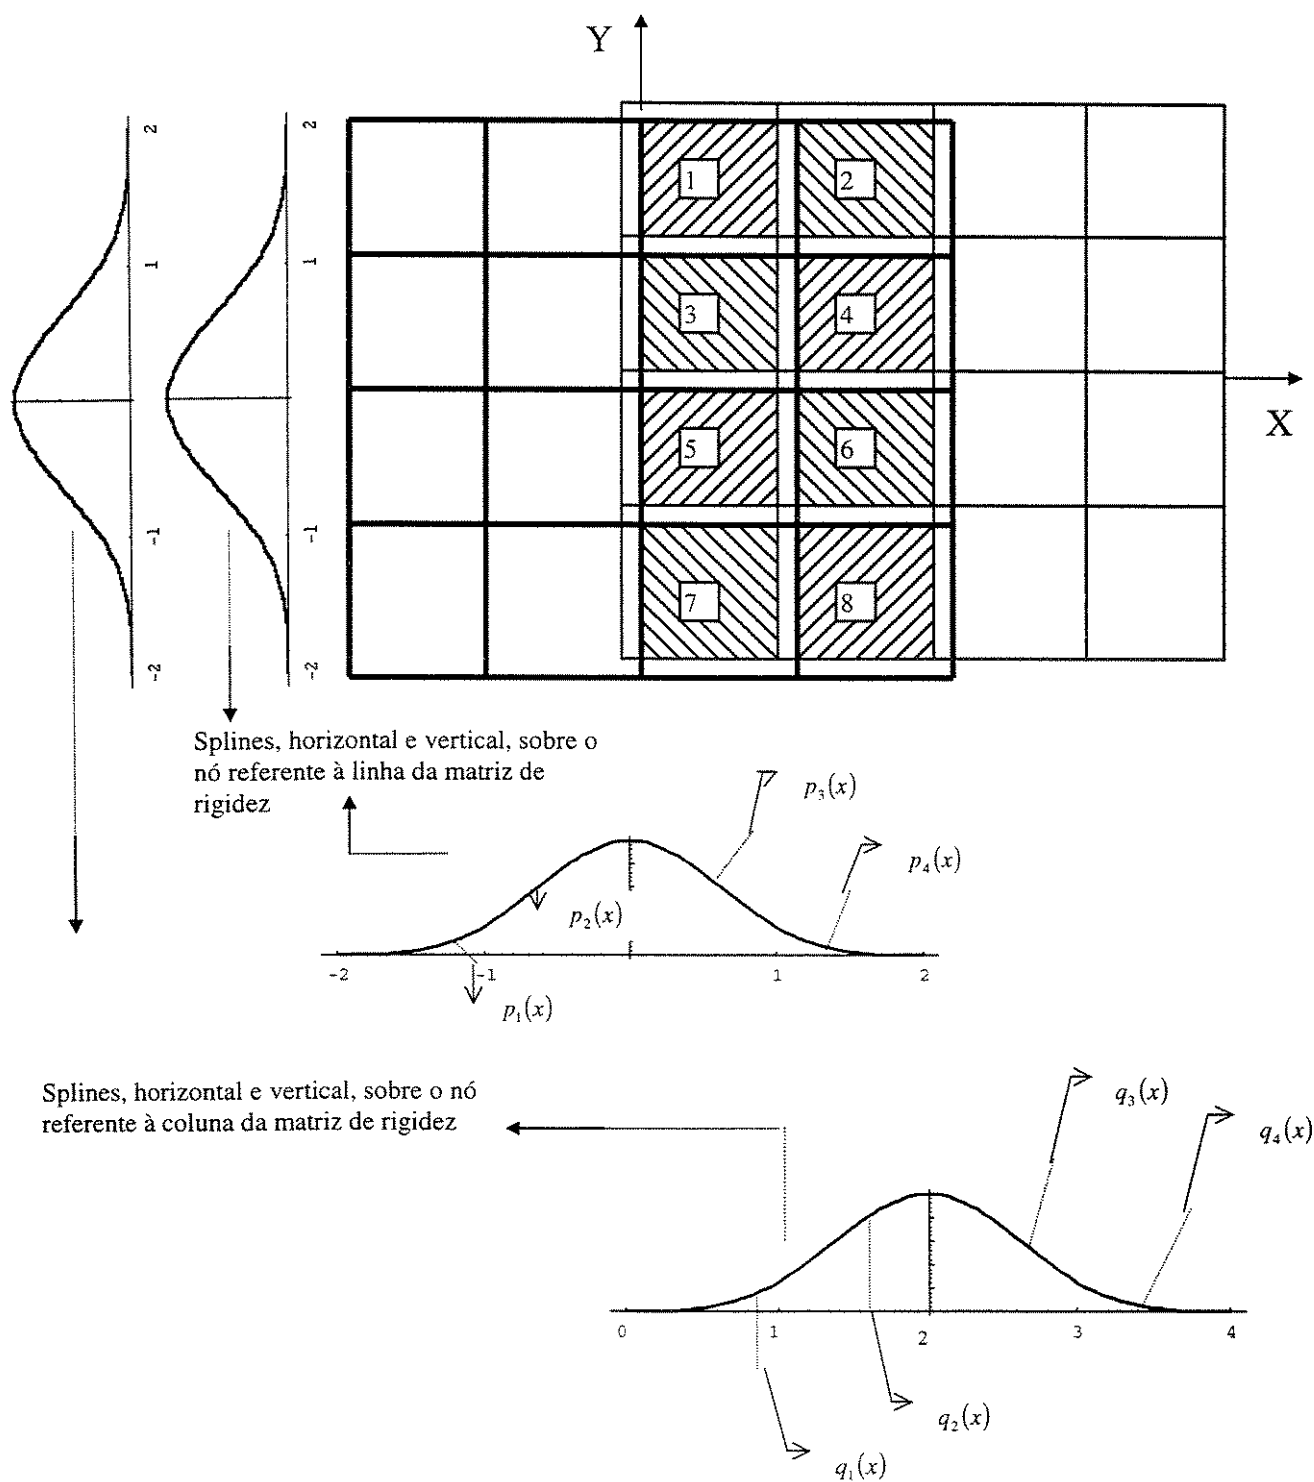 Y
2
1
-1
-2
2
1
-1
-2
1
2
3
4
5
6
7
8
X
Splines, horizontal e vertical, sobre o
nó referente à linha da matriz de
rigidez
p₃(x)
p₄(x)
p₂(x)
-2
-1
1
2
p₁(x)
Splines, horizontal e vertical, sobre o nó
referente à coluna da matriz de rigidez
q₃(x)
q₄(x)
0
1
2
3
4
q₂(x)
q₁(x)